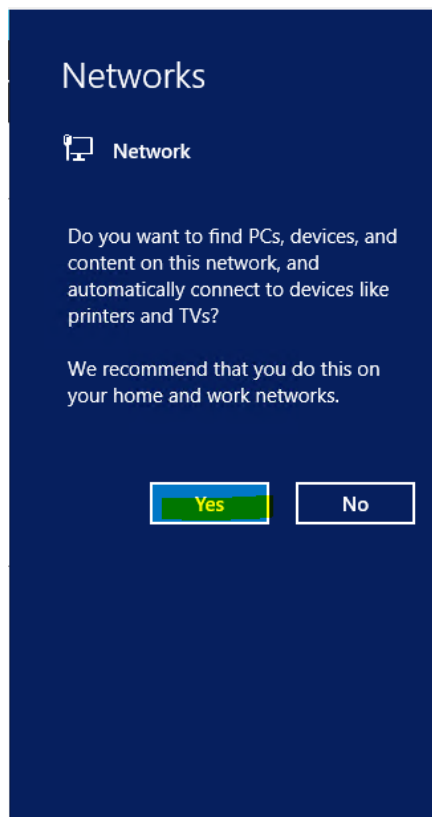 Networks
Network
Do you want to find PCs, devices, and
content on this network, and
automatically connect to devices like
printers and TVs?
We recommend that you do this on
your home and work networks.
Yes No